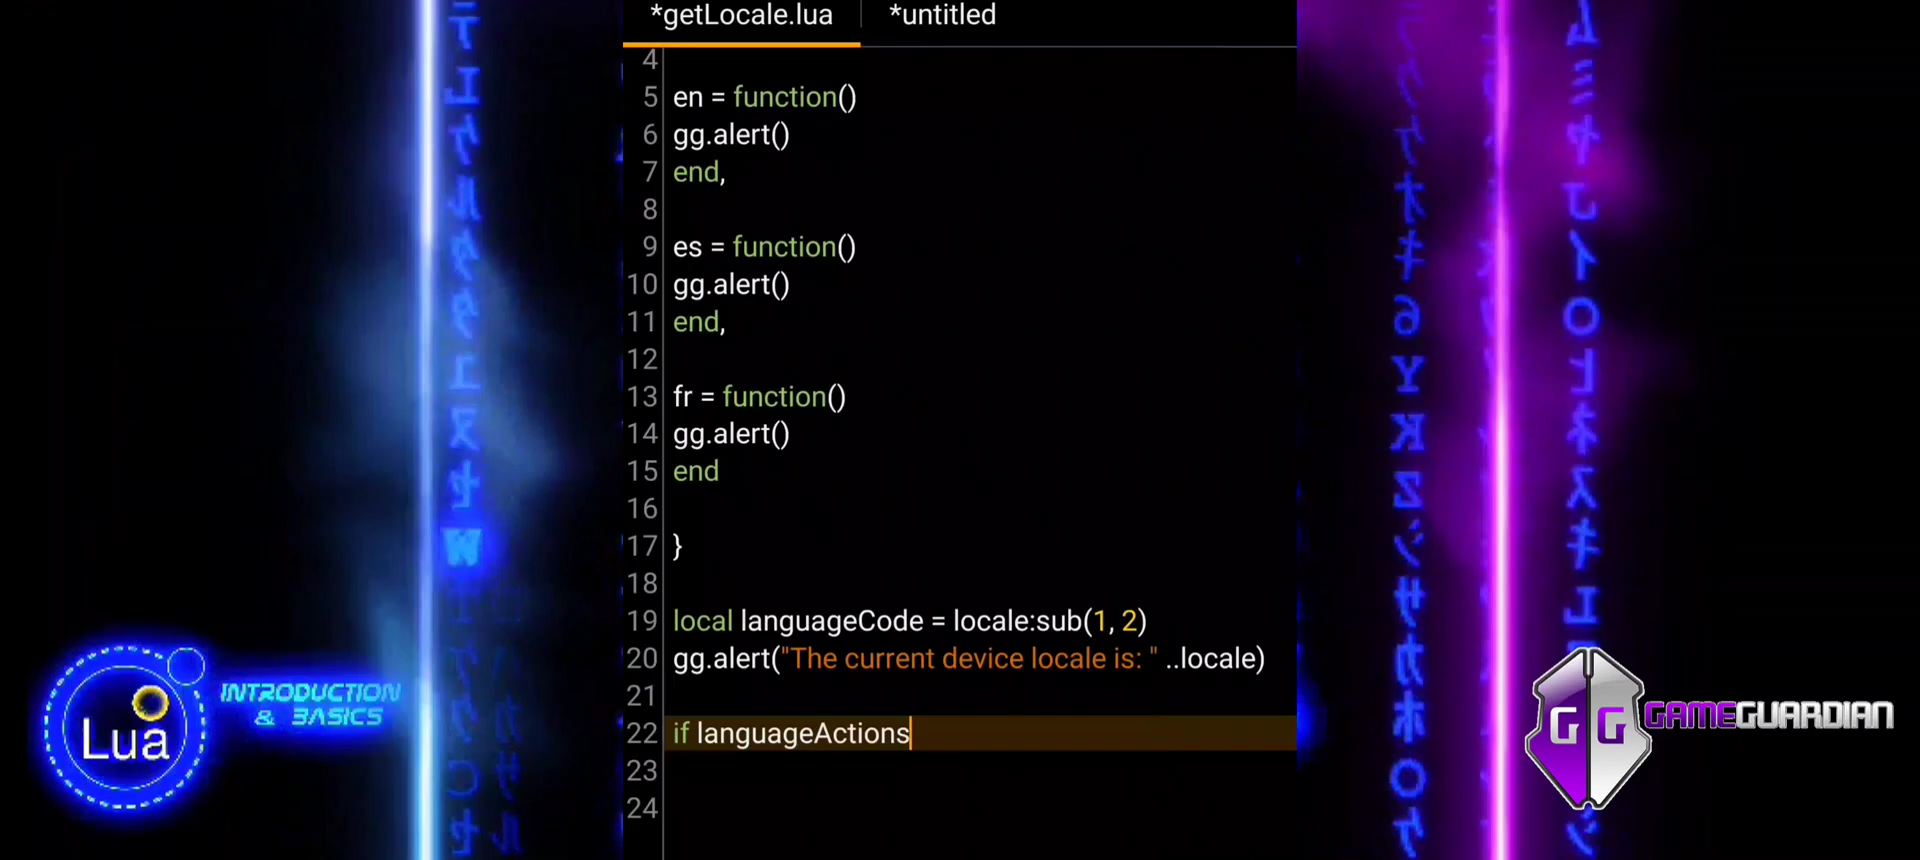 *getLocale.lua
*untitled
4
5 en = function()
6 gg.alert()
7 end,
8
9 es = function()
10 gg.alert()
11 end,
12
13 fr = function()
14 gg.alert()
15 end
16
17 }
18
19 local languageCode = locale:sub(1, 2)
20 gg.alert("The current device locale is: " ..locale)
21
22 if languageActions
23
24
Lua
INTRODUCTION
& BASICS
GG
GAMEGUARDIAN